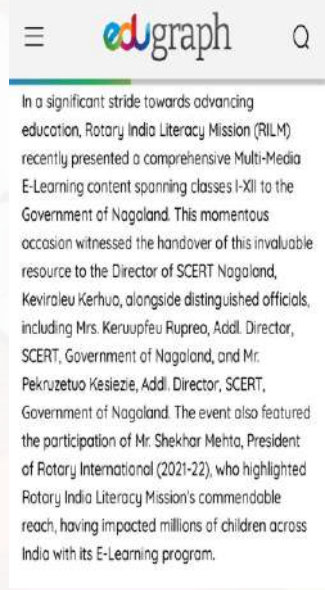 edugraph
In a significant stride towards advancing
education, Rotary India Literacy Mission (RILM)
recently presented a comprehensive Multi-Media
E-Learning content spanning classes I-XII to the
Government of Nagaland. This momentous
occasion witnessed the handover of this invaluable
resource to the Director of SCERT Nagaland,
Keviraleu Kerhuo, alongside distinguished officials,
including Mrs. Keruupfeu Rupreo, Addl. Director,
SCERT, Government of Nagaland, and Mr.
Pekruzetuo Kesiezie, Addl. Director, SCERT,
Government of Nagaland. The event also featured
the participation of Mr. Shekhar Mehta, President
of Rotary International (2021-22), who highlighted
Rotary India Literacy Mission's commendable
reach, having impacted millions of children across
India with its E-Learning program.